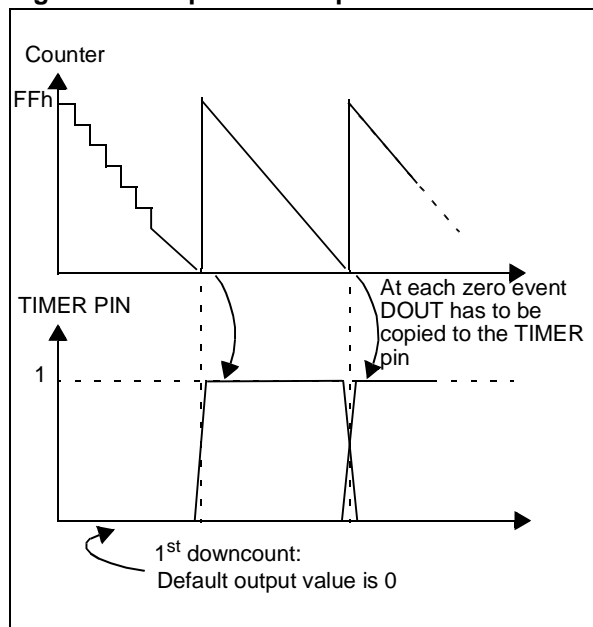 Counter
FFh
At each zero event
DOUT has to be
copied to the TIMER
pin
TIMER PIN
1
1st downcount:
Default output value is 0